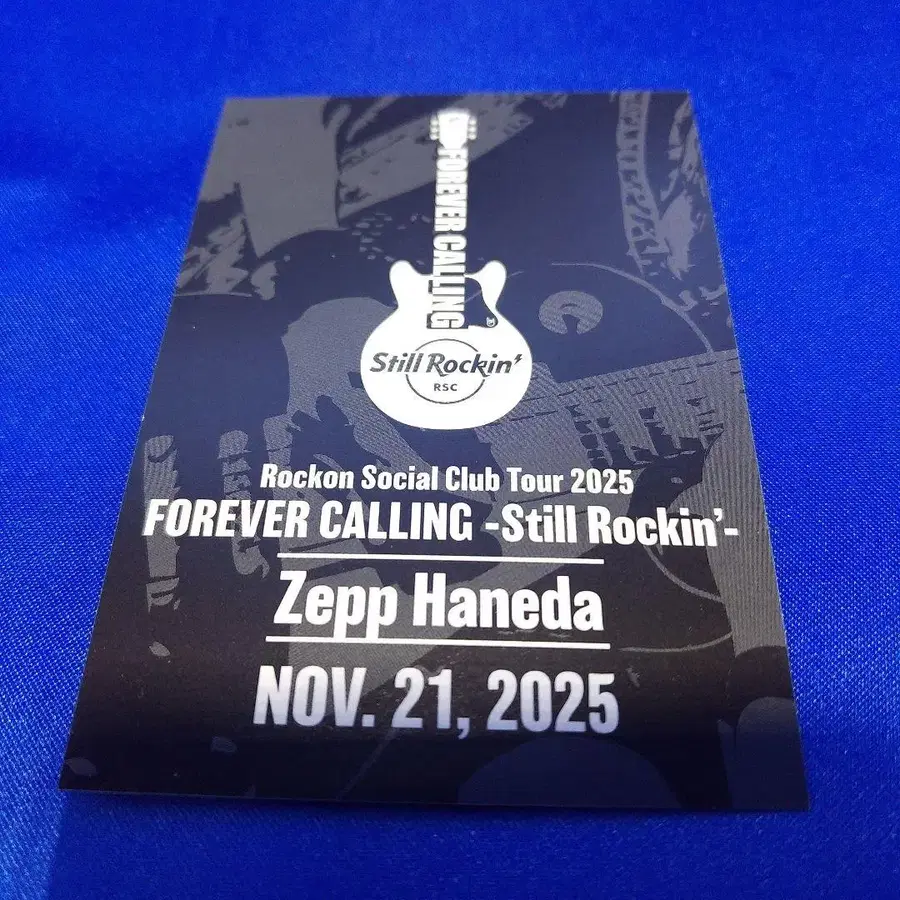 FOREVER CALLING
Still Rockin'
RSC
Rockon Social Club Tour 2025
FOREVER CALLING -Still Rockin'-
Zepp Haneda
NOV. 21, 2025